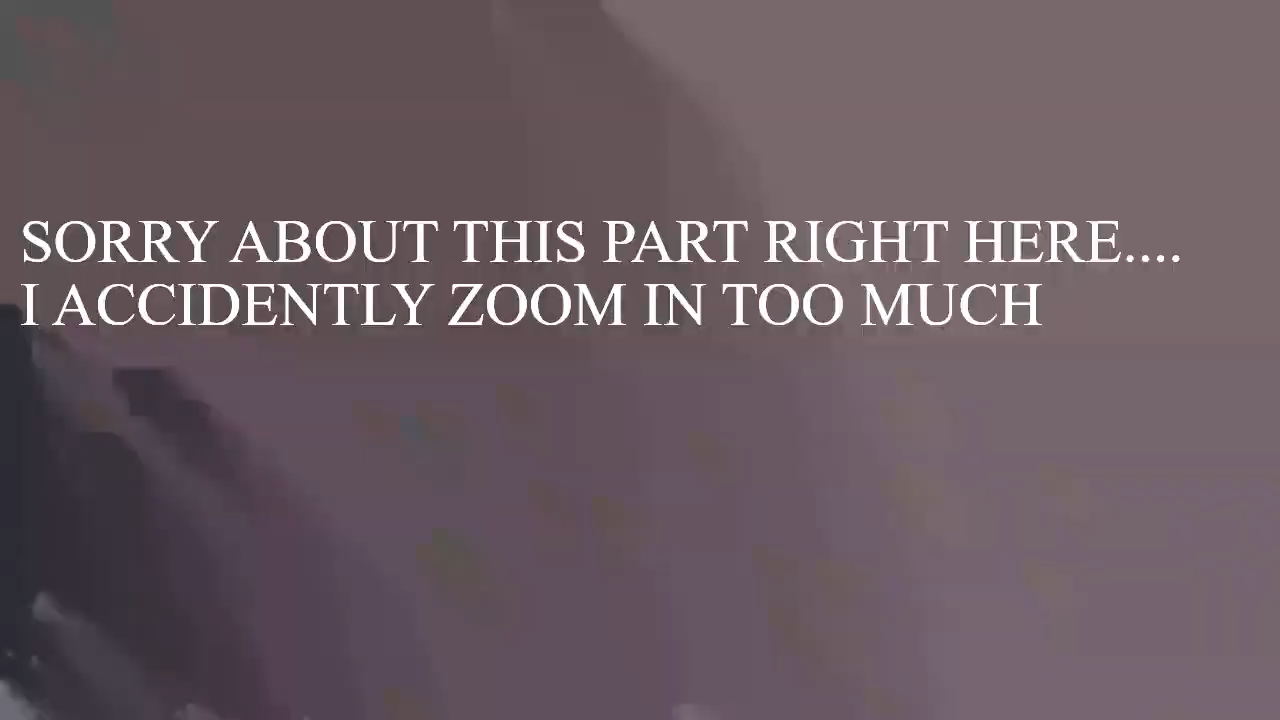 SORRY ABOUT THIS PART RIGHT HERE....
I ACCIDENTLY ZOOM IN TOO MUCH